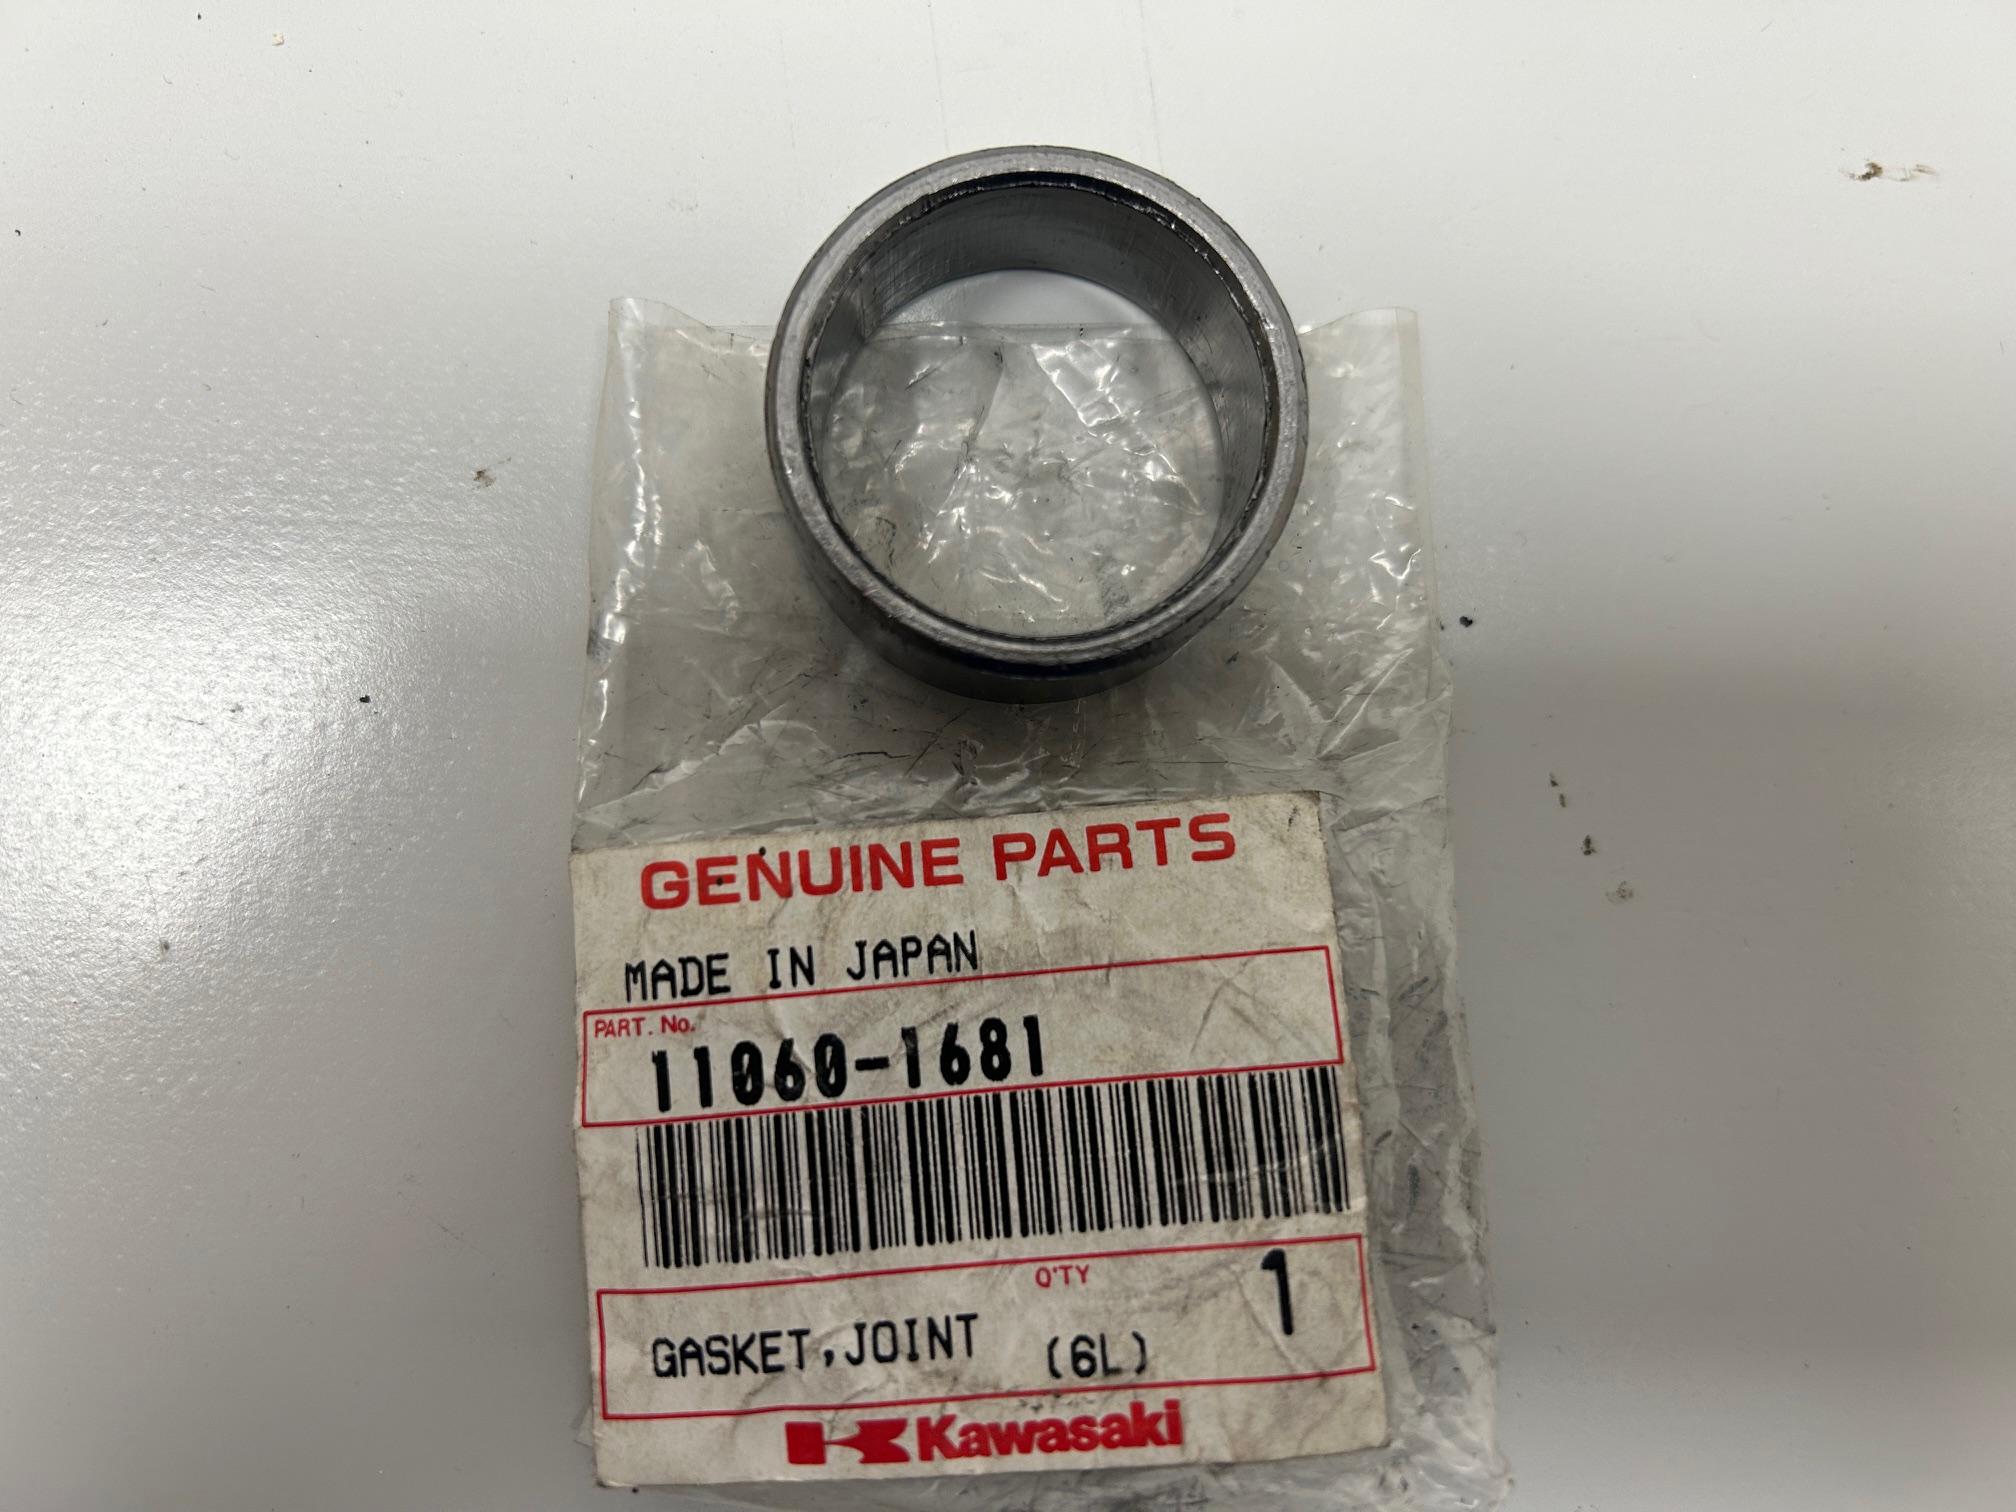 GENUINE PARTS
MADE IN JAPAN
PART. No.
11060-1681
Q'TY 1
GASKET,JOINT (6L)
Kawasaki